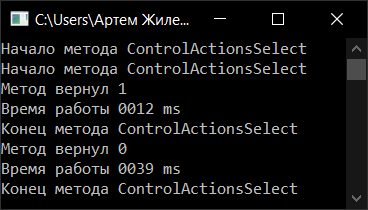 C:\Users\Артем Жиле...
Начало метода ControlActionsSelect
Начало метода ControlActionsSelect
Метод вернул 1
Время работы 0012 ms
Конец метода ControlActionsSelect
Метод вернул 0
Время работы 0039 ms
Конец метода ControlActionsSelect